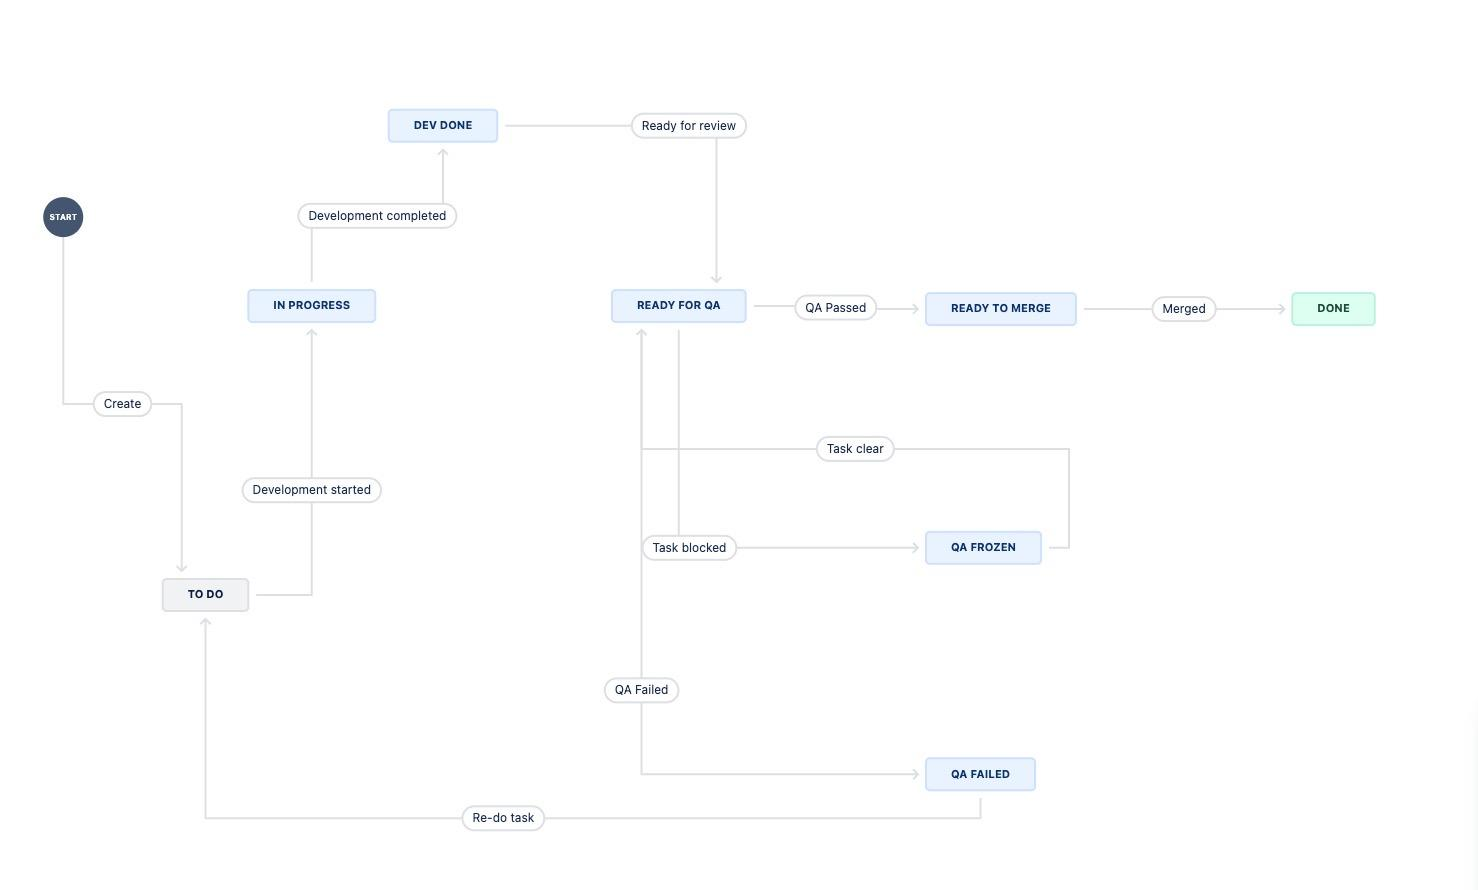 DEV DONE
Ready for review
START
Development completed
IN PROGRESS
READY FOR QA
QA Passed
READY TO MERGE
Merged
DONE
Create
Task clear
Development started
Task blocked
QA FROZEN
TO DO
QA Failed
QA FAILED
Re-do task